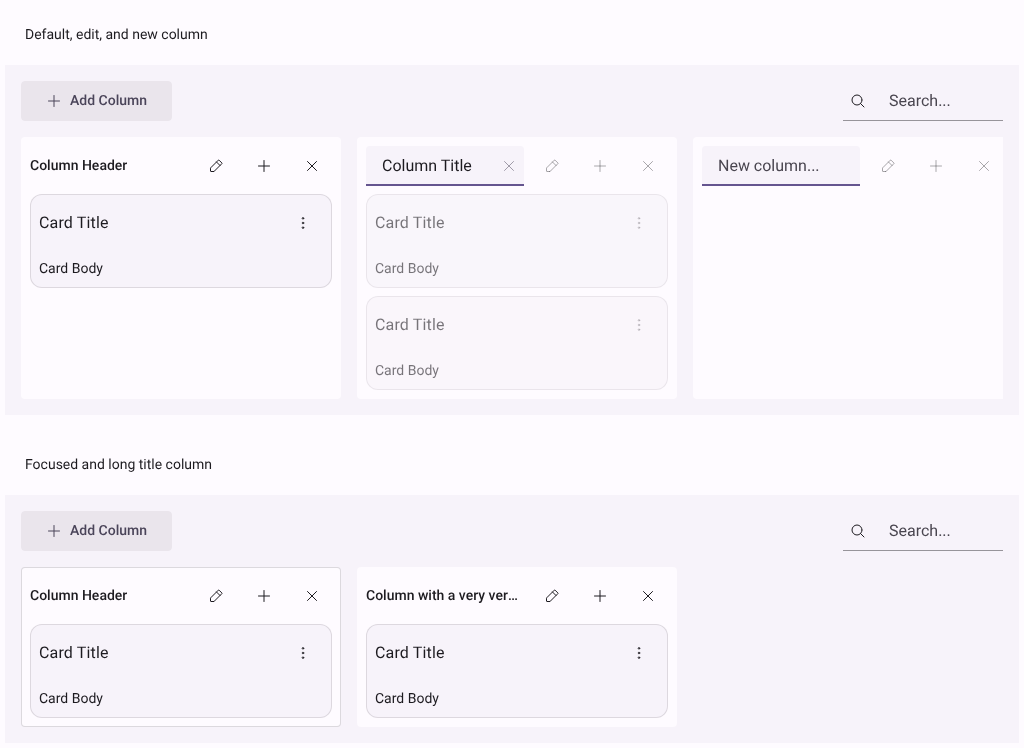 Default, edit, and new column
Add Column
Search...
Column Header
Column Title
New column...
Card Title
Card Body
Card Title
Card Body
Card Title
Card Body
Focused and long title column
Add Column
Search...
Column Header
Column with a very ver...
Card Title
Card Body
Card Title
Card Body